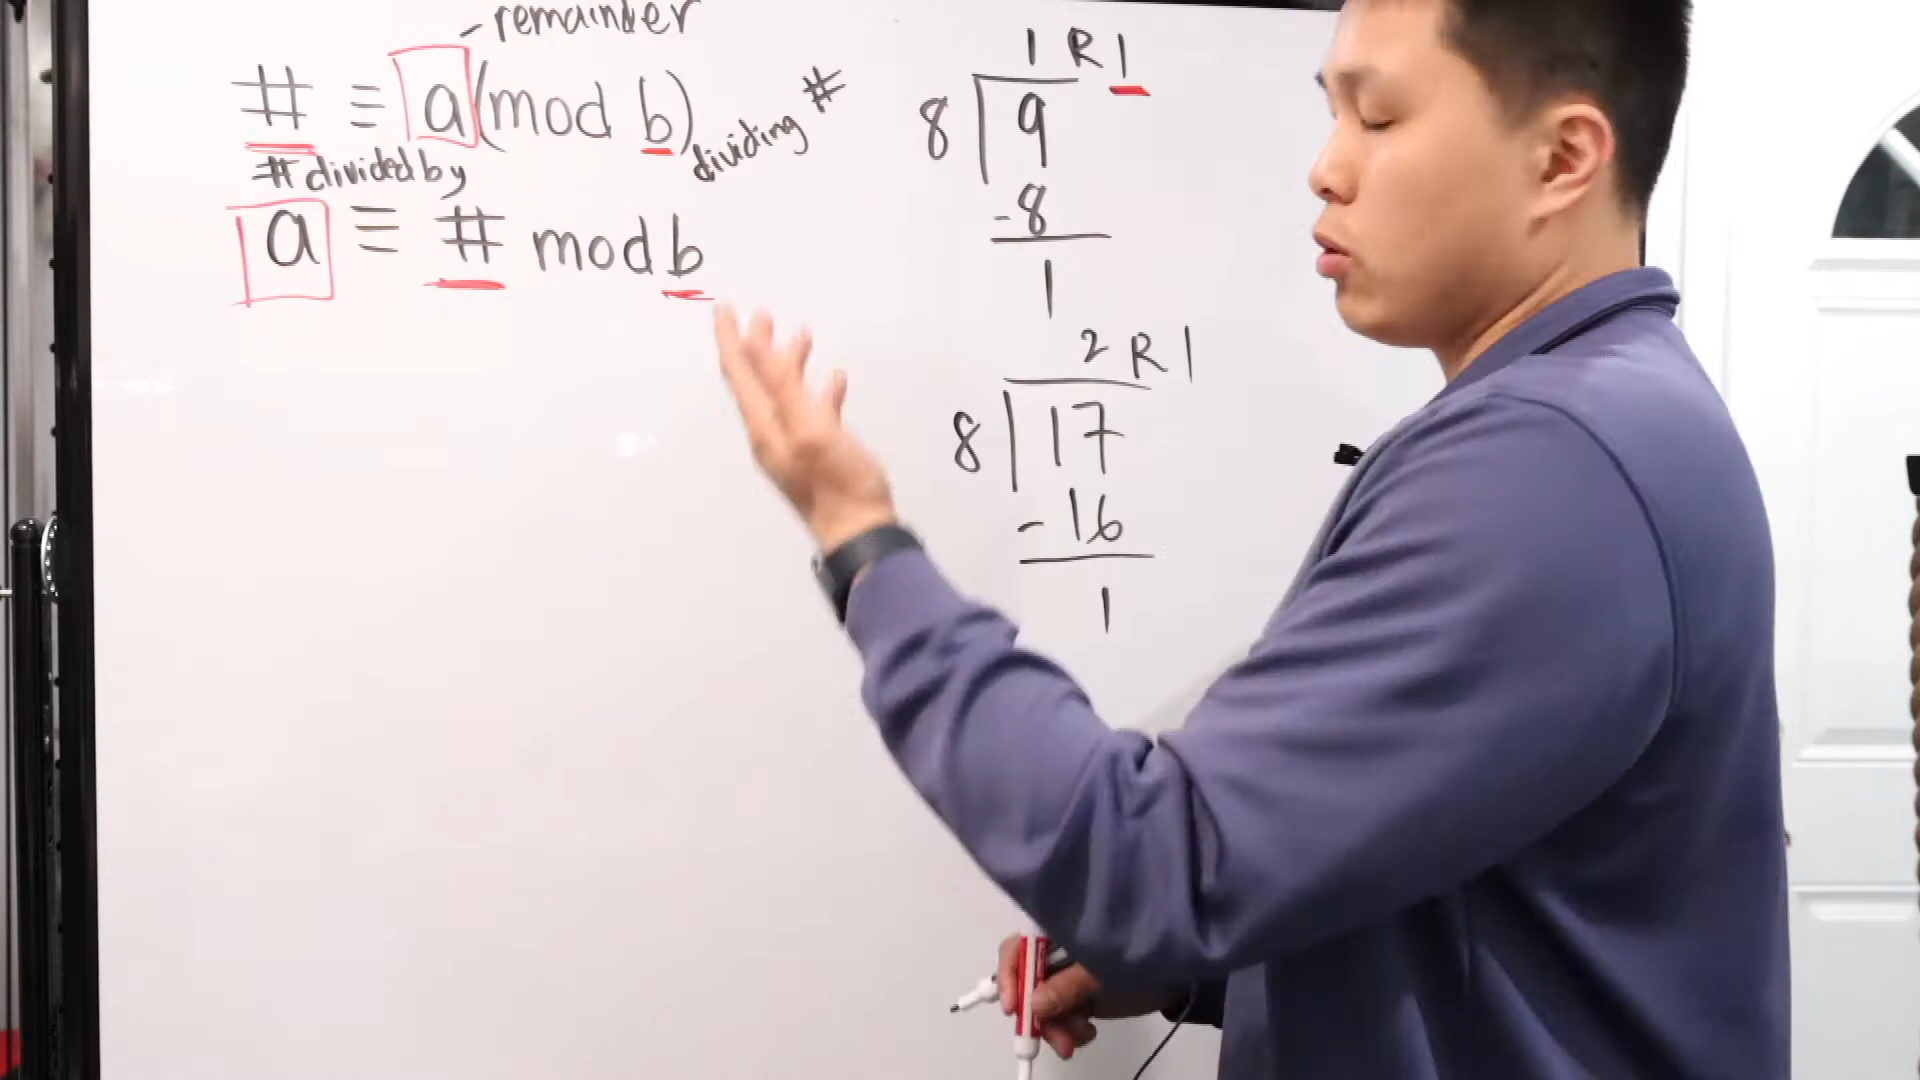 -remainder
# ≡ a(mod b)
dividing #
# divided by
a ≡ # mod b
1 R 1
8 9
-8
1
2 R 1
8 17
-16
1